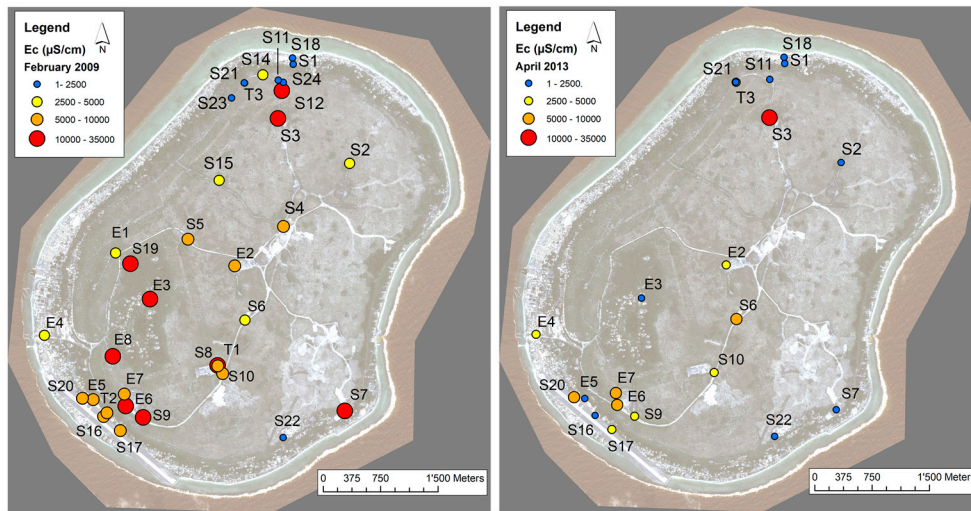 Legend
Ec (µS/cm)
February 2009
N
1 - 2500
2500 - 5000
5000 - 10000
10000 - 35000
S11
S18
S14
S1
S21
S24
T3
S12
S23
S3
S2
S15
S4
S5
E1
S19
E2
E3
S6
E4
E8
S8
T1
S10
S20
E5
E7
T2
E6
S7
S9
S16
S17
S22
0 375 750 1'500 Meters
Legend
Ec (µS/cm)
April 2013
N
1 - 2500.
2500 - 5000
5000 - 10000
10000 - 35000
S18
S1
S11
S21
T3
S3
S2
E2
E3
S6
E4
S10
S20
E5
E7
E6
S7
S9
S16
S17
S22
0 375 750 1'500 Meters